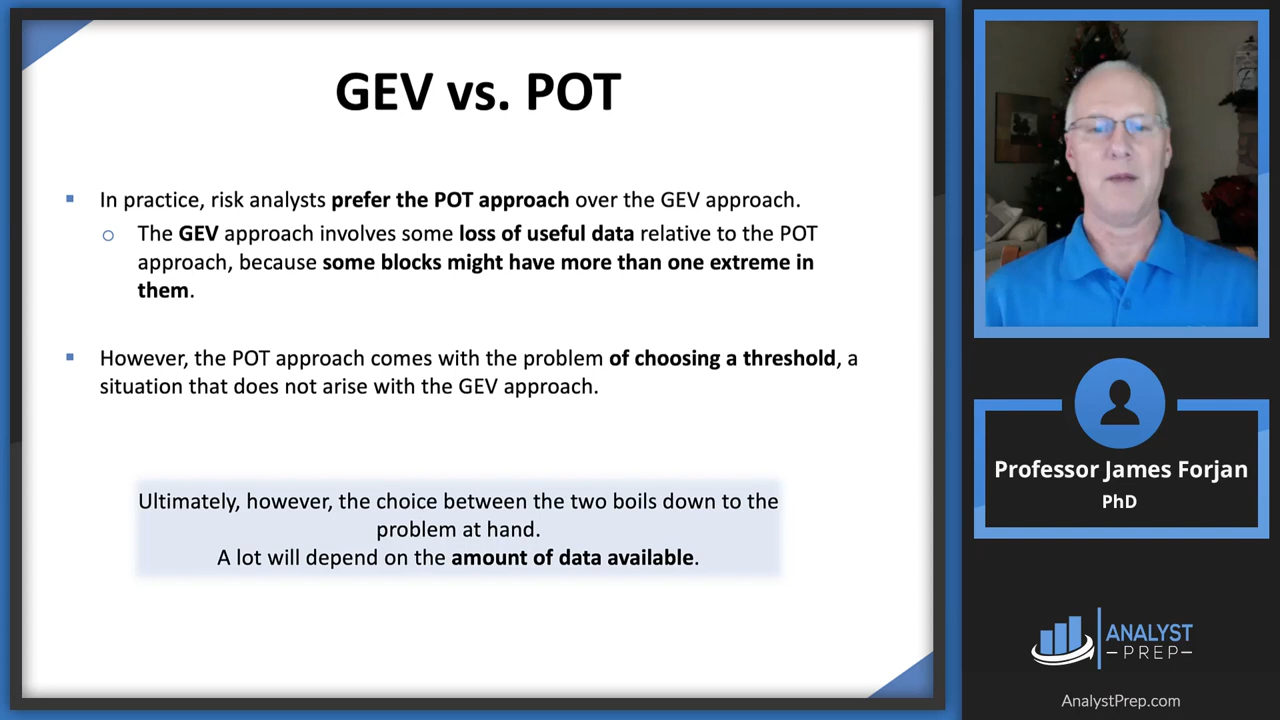 GEV vs. POT
In practice, risk analysts prefer the POT approach over the GEV approach.
The GEV approach involves some loss of useful data relative to the POT
approach, because some blocks might have more than one extreme in
them.
However, the POT approach comes with the problem of choosing a threshold, a
situation that does not arise with the GEV approach.
Ultimately, however, the choice between the two boils down to the
problem at hand.
A lot will depend on the amount of data available.
Professor James Forjan
PhD
ANALYST
PREP
AnalystPrep.com